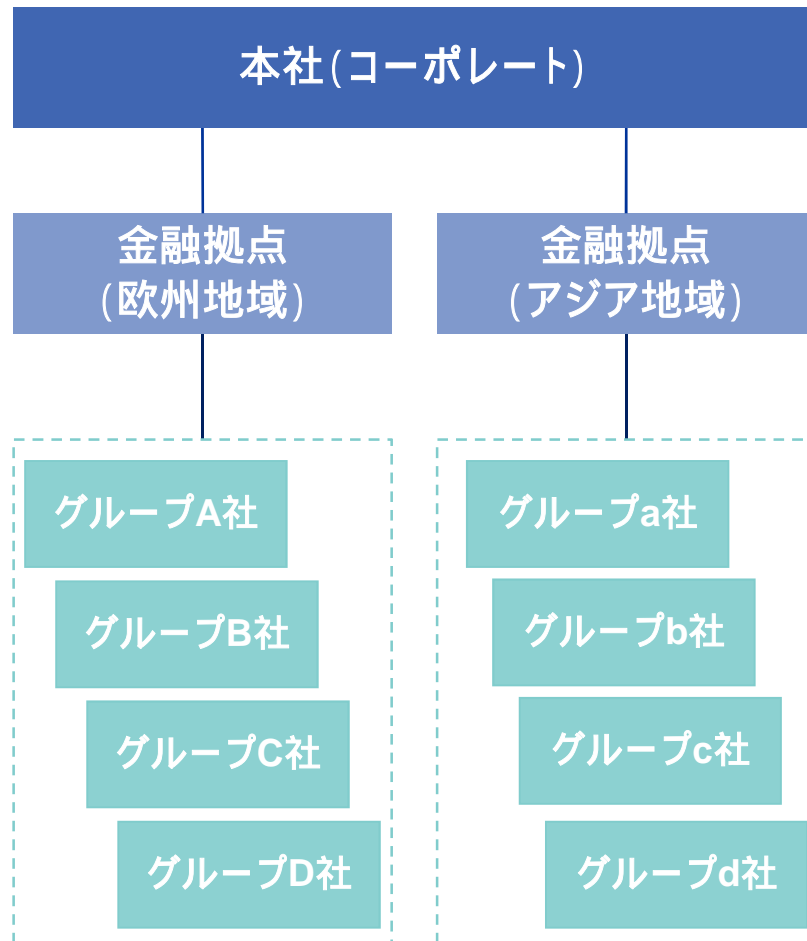 本社(コーポレート)
金融拠点
(欧州地域)
金融拠点
(アジア地域)
グループA社
グループB社
グループC社
グループD社
グループa社
グループb社
グループc社
グループd社